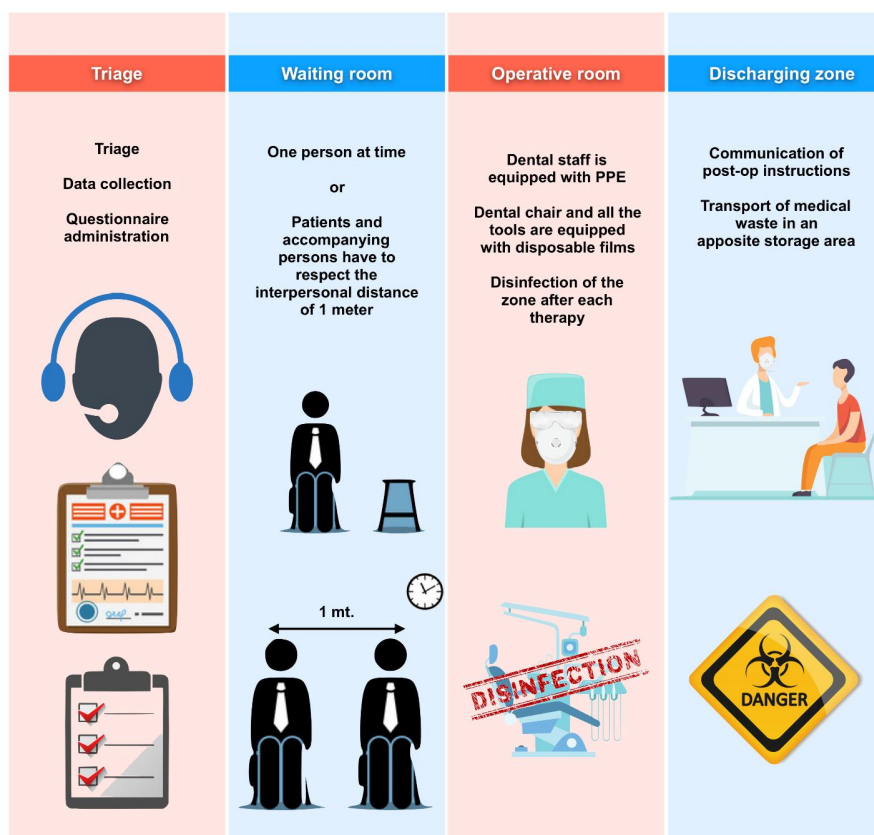 Triage
Waiting room
Operative room
Discharging zone
Triage
Data collection
Questionnaire
administration
One person at time
or
Patients and
accompanying
persons have to
respect the
interpersonal distance
of 1 meter
1 mt.
Dental staff is
equipped with PPE
Dental chair and all the
tools are equipped
with disposable films
Disinfection of the
zone after each
therapy
DISINFECTION
Communication of
post-op instructions
Transport of medical
waste in an
apposite storage area
DANGER